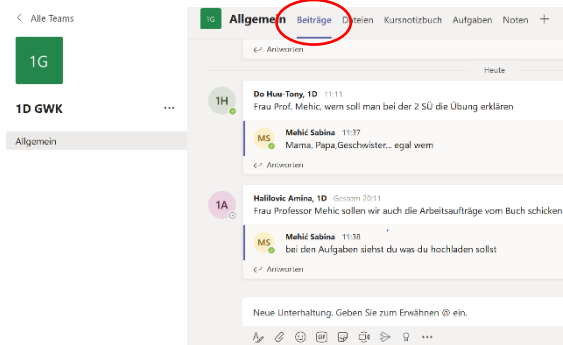 Alle Teams
1G
Allgemein Beiträge Dateien Kursnotizbuch Aufgaben Noten
1G
1D GWK
Allgemein
Antworten
Heute
1H
Do Huu-Tony, 1D 11:11
Frau Prof. Mehic, wem soll man bei der 2 SÜ die Übung erklären
MS
Mehić Sabina 11:37
Mama, Papa,Geschwister... egal wem
Antworten
1A
Halilovic Amina, 1D Gestern 20:11
Frau Professor Mehic sollen wir auch die Arbeitsaufträge vom Buch schicken
MS
Mehić Sabina 11:38
bei den Aufgaben siehst du was du hochladen sollst
Antworten
Neue Unterhaltung. Geben Sie zum Erwähnen @ ein.
GIF